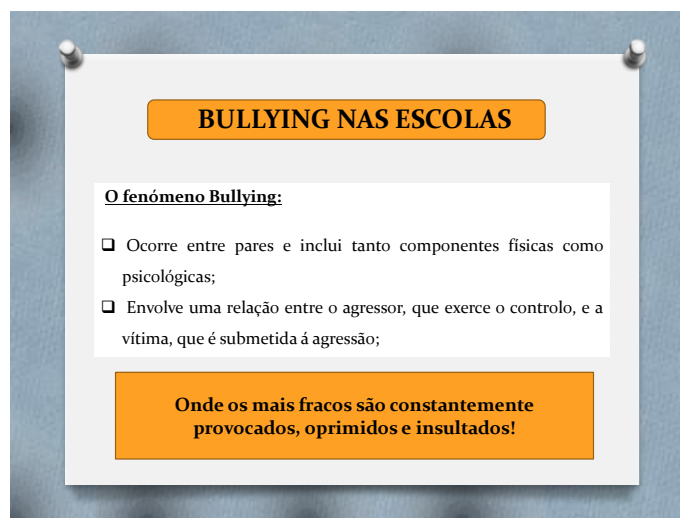 BULLYING NAS ESCOLAS
O fenómeno Bullying:
❑ Ocorre entre pares e inclui tanto componentes físicas como
psicológicas;
❑ Envolve uma relação entre o agressor, que exerce o controlo, e a
vítima, que é submetida á agressão;
Onde os mais fracos são constantemente
provocados, oprimidos e insultados!